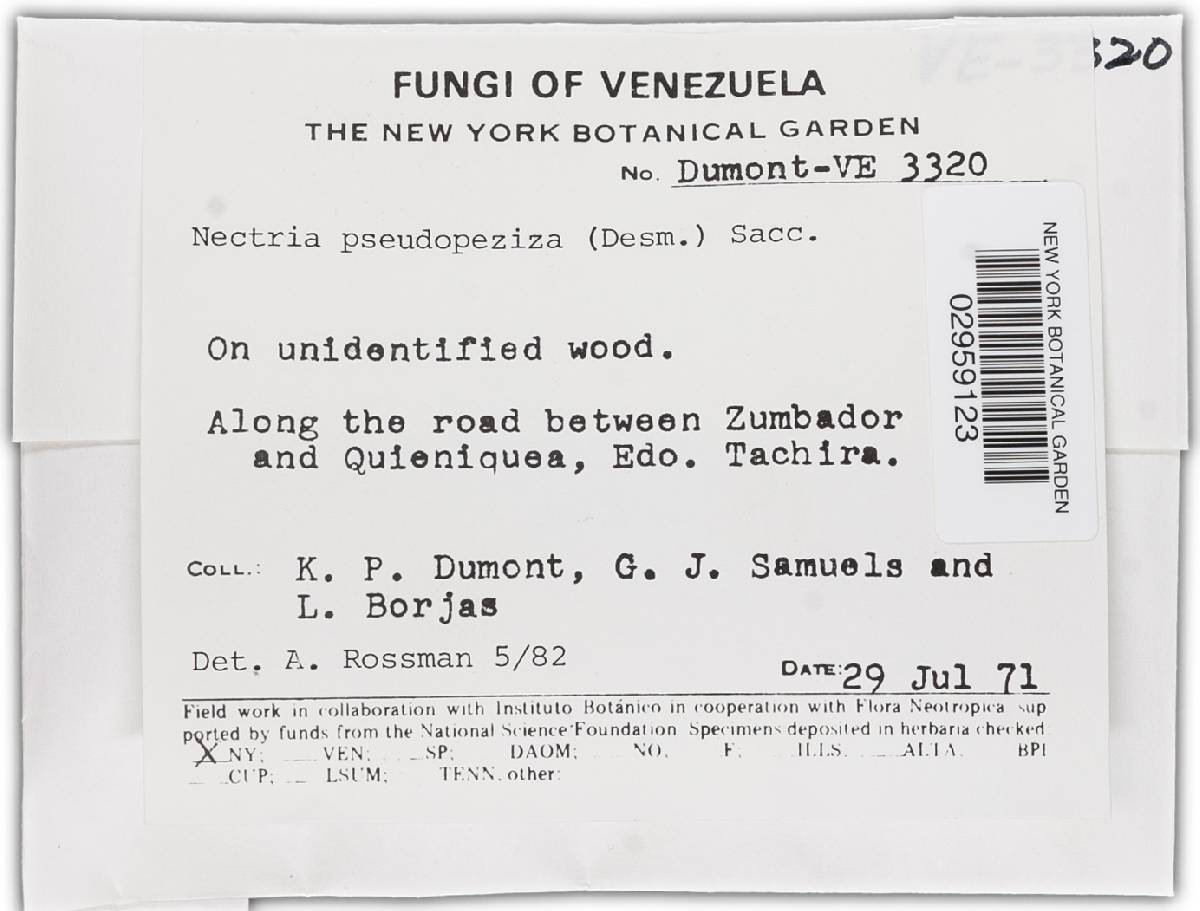 VE-3320
FUNGI OF VENEZUELA
THE NEW YORK BOTANICAL GARDEN
No. Dumont-VE 3320
Nectria pseudopeziza (Desm.) Sacc.
NEW YORK BOTANICAL GARDEN
02959123
On unidentified wood.
Along the road between Zumbador
and Quieniquea, Edo. Tachira.
COLL.: K. P. Dumont, G. J. Samuels and
L. Borjas
Det. A. Rossman 5/82
DATE: 29 Jul 71
Field work in collaboration with Instituto Botánico in cooperation with Flora Neotropica sup
ported by funds from the National Science Foundation Specimens deposited in herbaria checked
X NY; VEN; SP; DAOM; NO. F; ILLS. ALTA. BPI
CUP; LSUM; TENN. other: